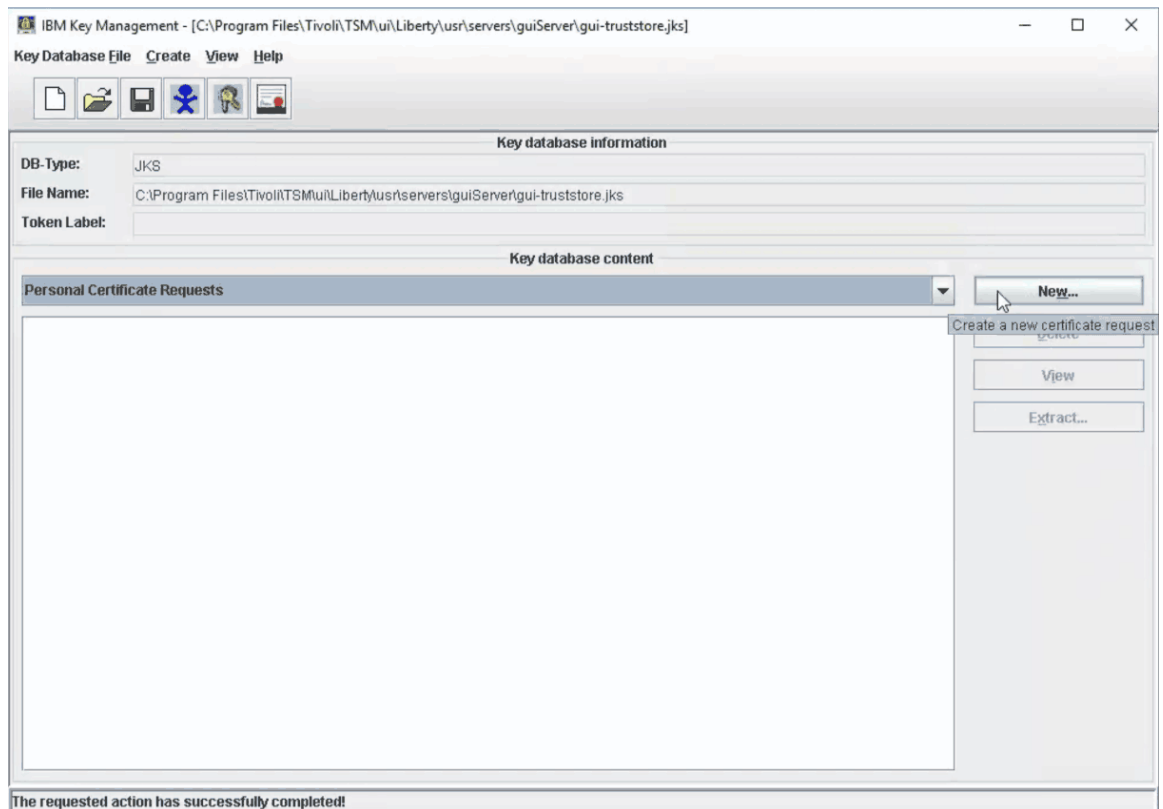 IBM Key Management - [C:\Program Files\Tivoli\TSM\ui\Liberty\usr\servers\guiServer\gui-truststore.jks]
Key Database File Create View Help
Key database information
DB-Type: JKS
File Name: C:\Program Files\Tivoli\TSM\ui\Liberty\usr\servers\guiServer\gui-truststore.jks
Token Label:
Key database content
Personal Certificate Requests
New...
Create a new certificate request
Delete
View
Extract...
The requested action has successfully completed!